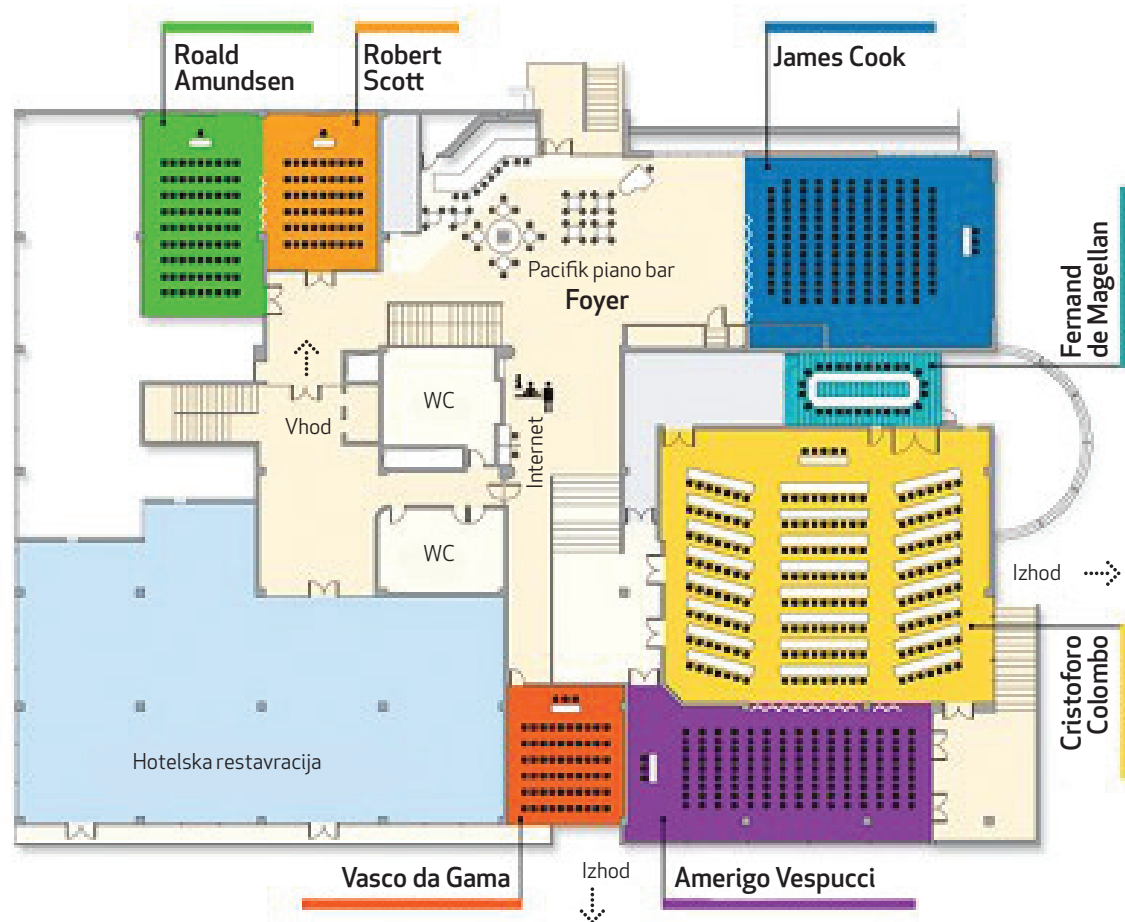 Roald
Amundsen
Robert
Scott
James Cook
Fernand
de Magellan
Pacifik piano bar
Foyer
WC
Vhod
Internet
WC
Izhod
Cristoforo
Colombo
Hotelska restavracija
Vasco da Gama
Izhod
Amerigo Vespucci